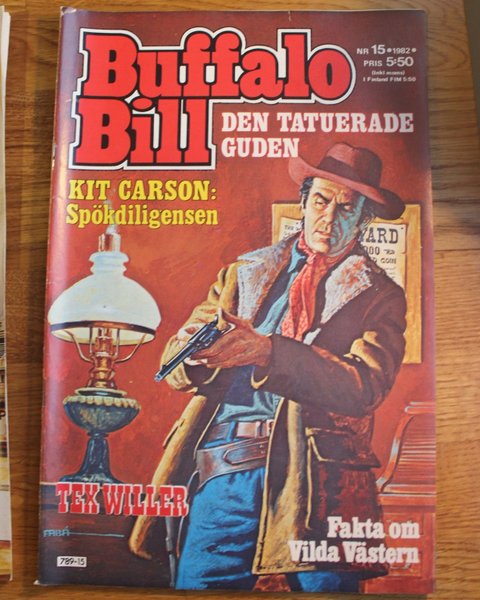 Buffalo
Bill
NR 15 • 1982 •
PRIS 5:50
(Inkl moms)
I Finland FIM 5:50
DEN TATUERADE
GUDEN
KIT CARSON:
Spökdiligensen
TEX WILLER
FABÁ
789-15
Fakta om
Vilda Västern